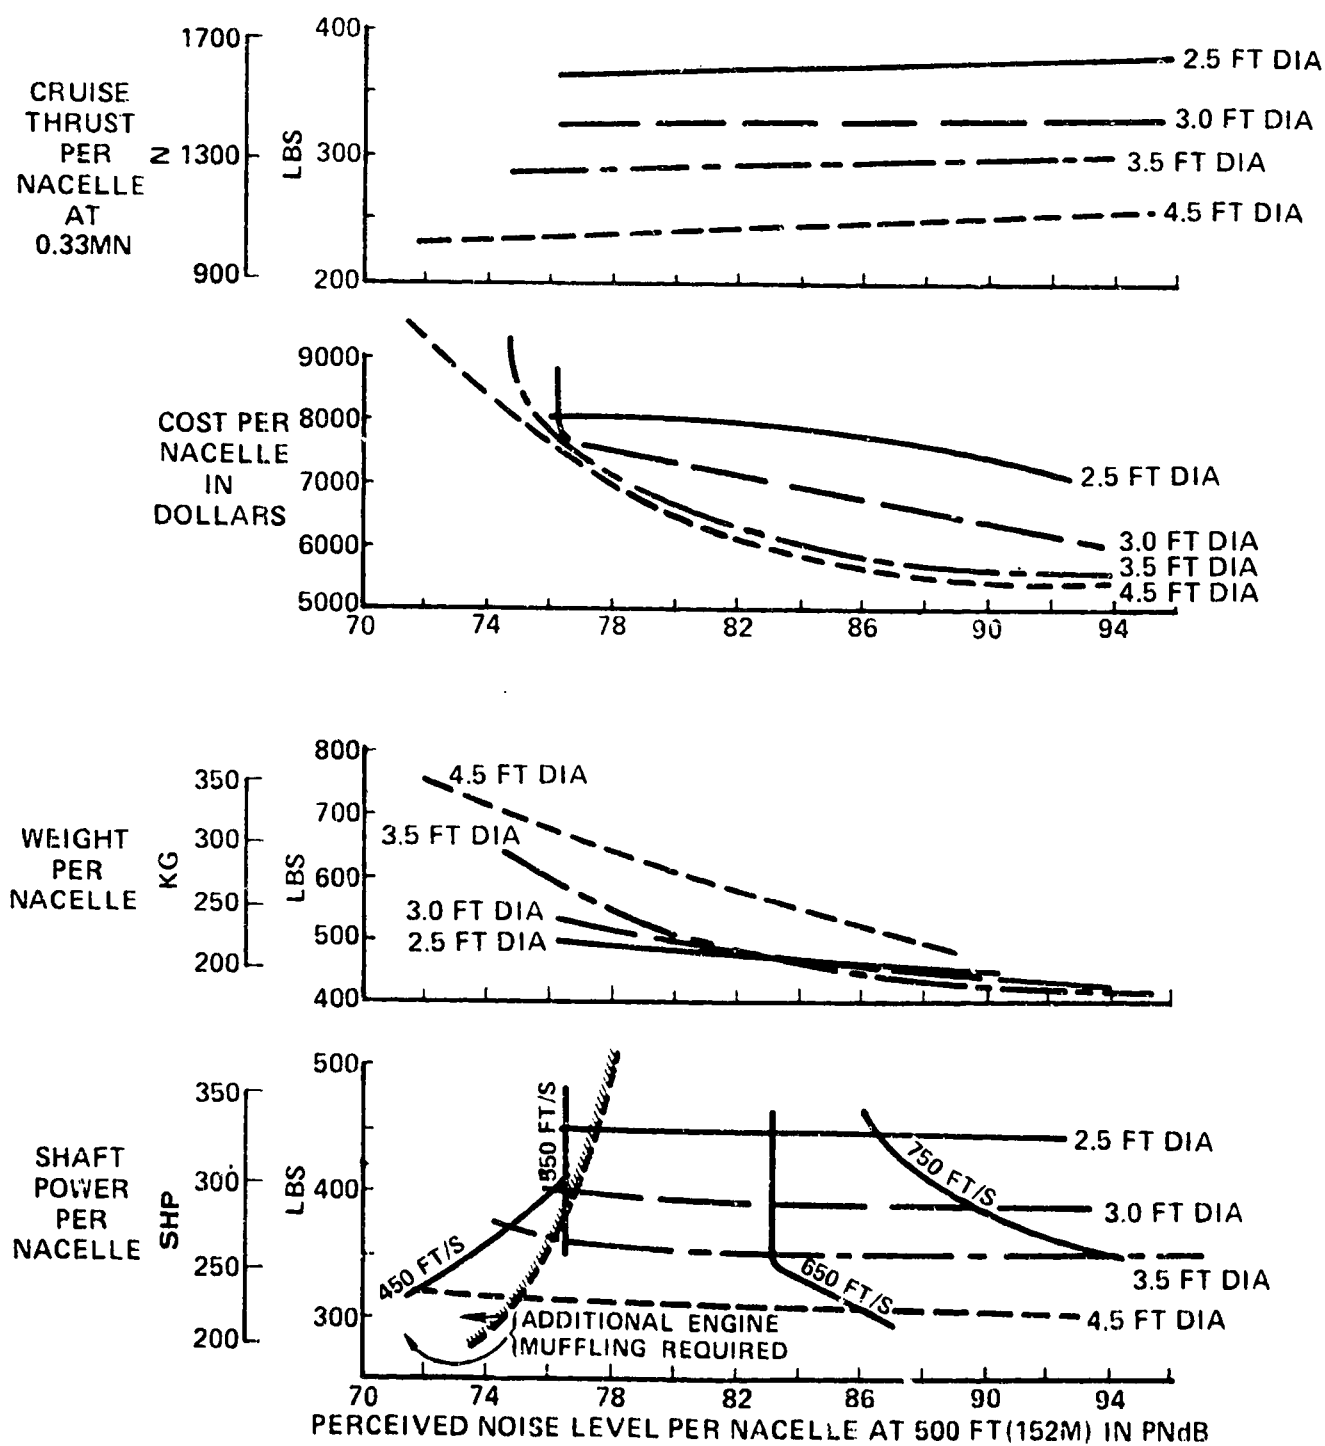 CRUISE
THRUST
PER
NACELLE
AT
0.33MN
N
1700
1300
900
LBS
400
300
200
2.5 FT DIA
3.0 FT DIA
3.5 FT DIA
4.5 FT DIA
COST PER
NACELLE
IN
DOLLARS
9000
8000
7000
6000
5000
2.5 FT DIA
3.0 FT DIA
3.5 FT DIA
4.5 FT DIA
70 74 78 82 86 90 94
WEIGHT
PER
NACELLE
KG
350
300
250
200
LBS
800
700
600
500
400
4.5 FT DIA
3.5 FT DIA
3.0 FT DIA
2.5 FT DIA
SHAFT
POWER
PER
NACELLE
SHP
350
300
250
200
LBS
500
400
300
450 FT/S
550 FT/S
650 FT/S
750 FT/S
2.5 FT DIA
3.0 FT DIA
3.5 FT DIA
4.5 FT DIA
ADDITIONAL ENGINE
MUFFLING REQUIRED
70 74 78 82 86 90 94
PERCEIVED NOISE LEVEL PER NACELLE AT 500 FT(152M) IN PNdB